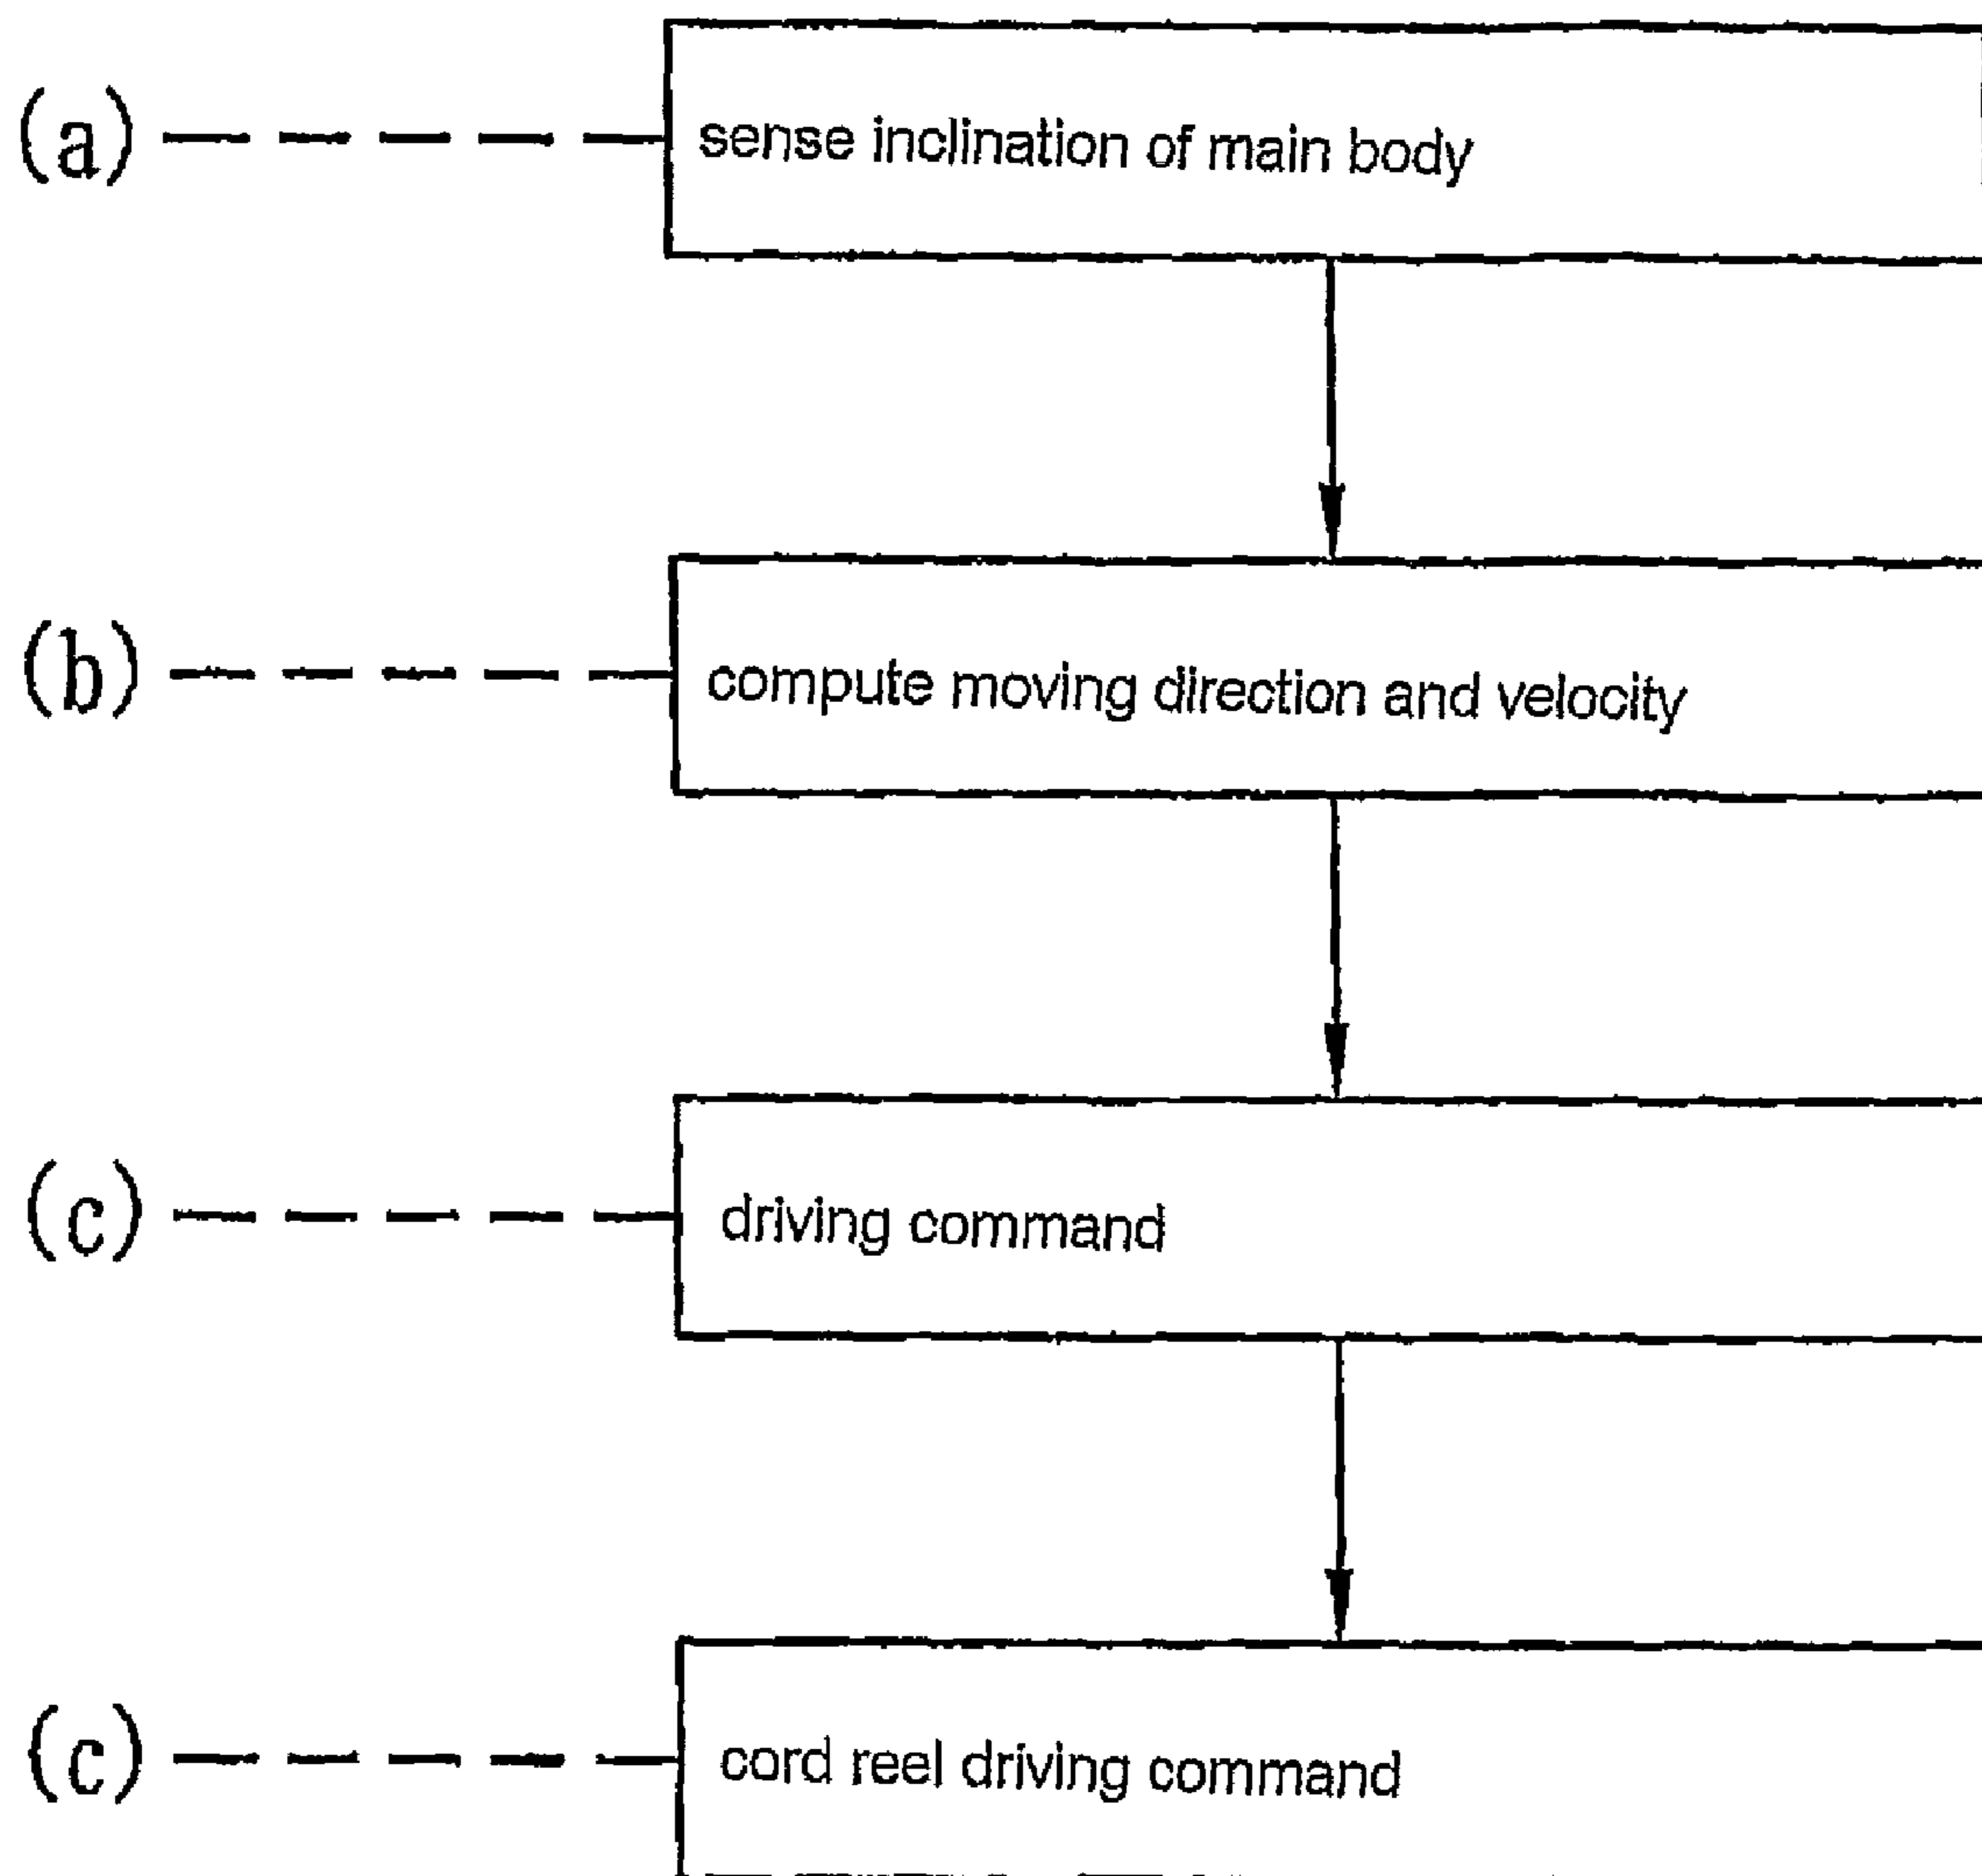 (a) sense inclination of main body
(b) compute moving direction and velocity
(c) driving command
(c) cord reel driving command